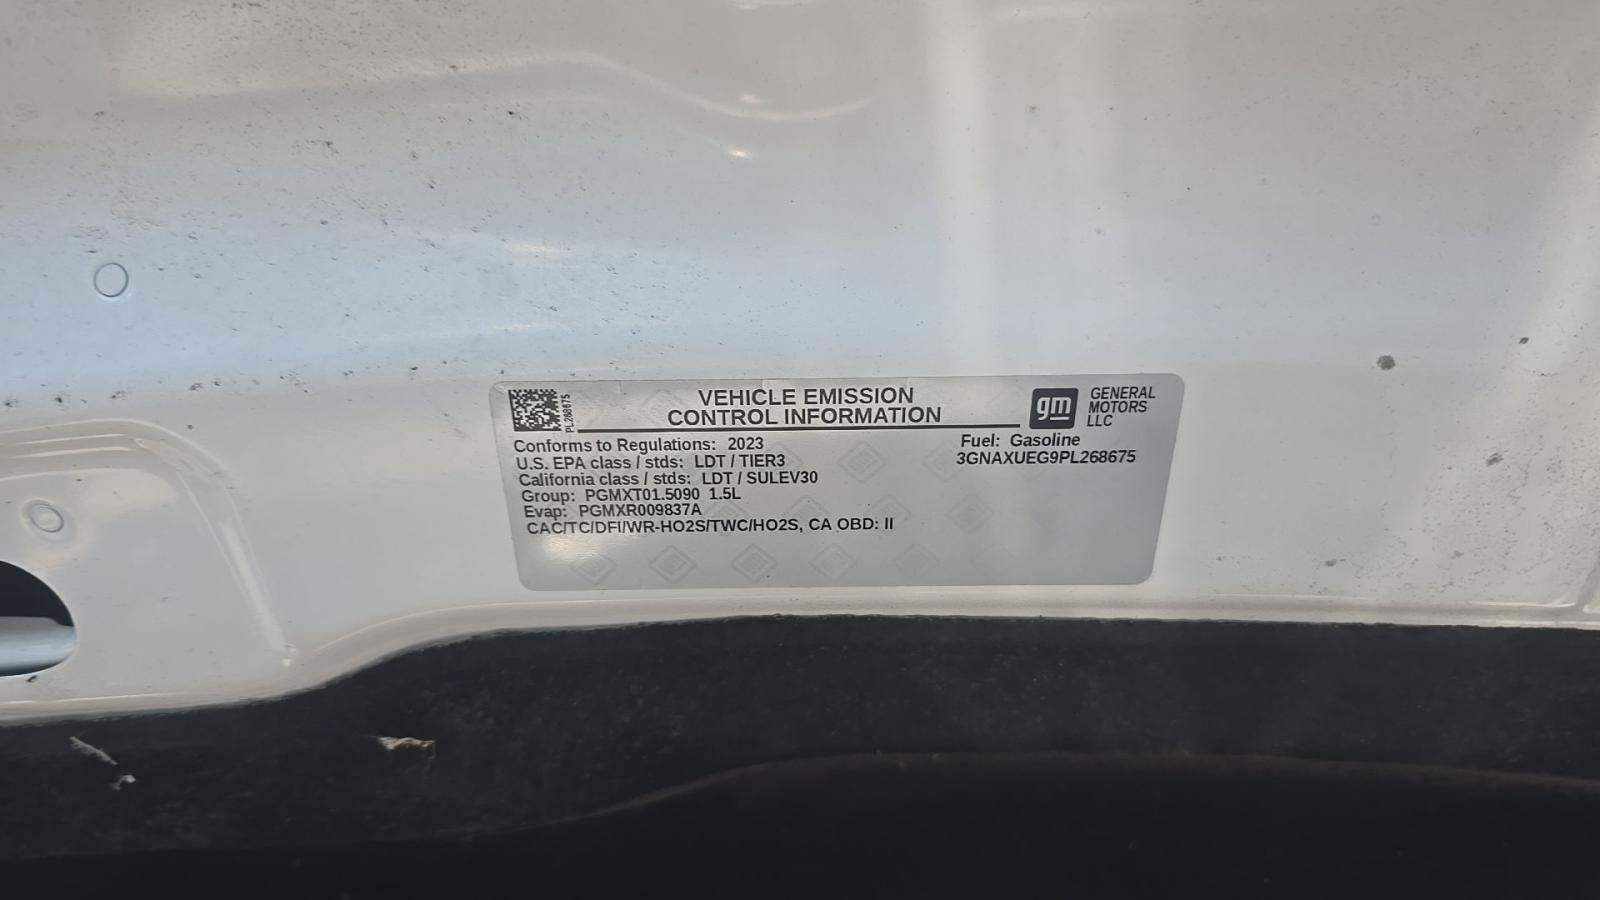 VEHICLE EMISSION
CONTROL INFORMATION
PL268675
gm
GENERAL
MOTORS
LLC
Conforms to Regulations: 2023
U.S. EPA class / stds: LDT / TIER3
California class / stds: LDT / SULEV30
Group: PGMXT01.5090 1.5L
Evap: PGMXR009837A
CAC/TC/DFI/WR-HO2S/TWC/HO2S, CA OBD: II
Fuel: Gasoline
3GNAXUEG9PL268675